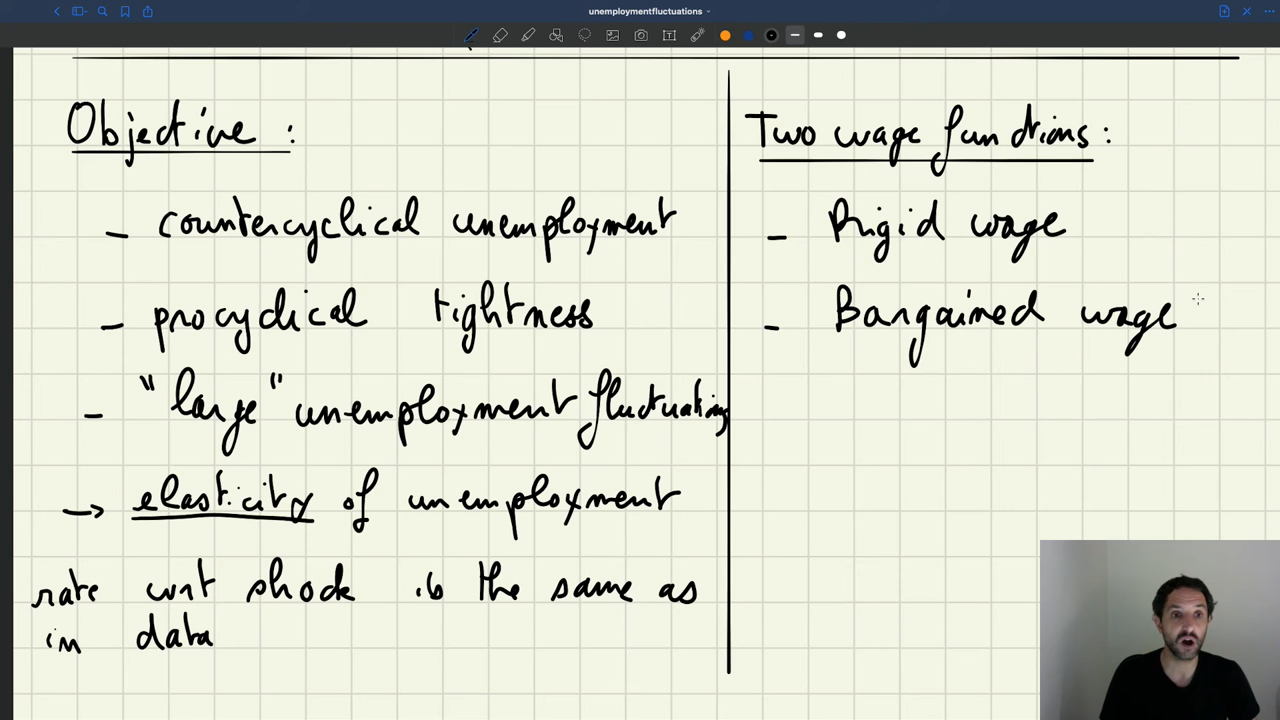 unemploymentfluctuations
Objective :
- countercyclical unemployment
- procyclical tightness
- "large" unemployment fluctuations
→ elasticity of unemployment
rate wrt shock is the same as
in data
Two wage functions :
- Rigid wage
- Bargained wage